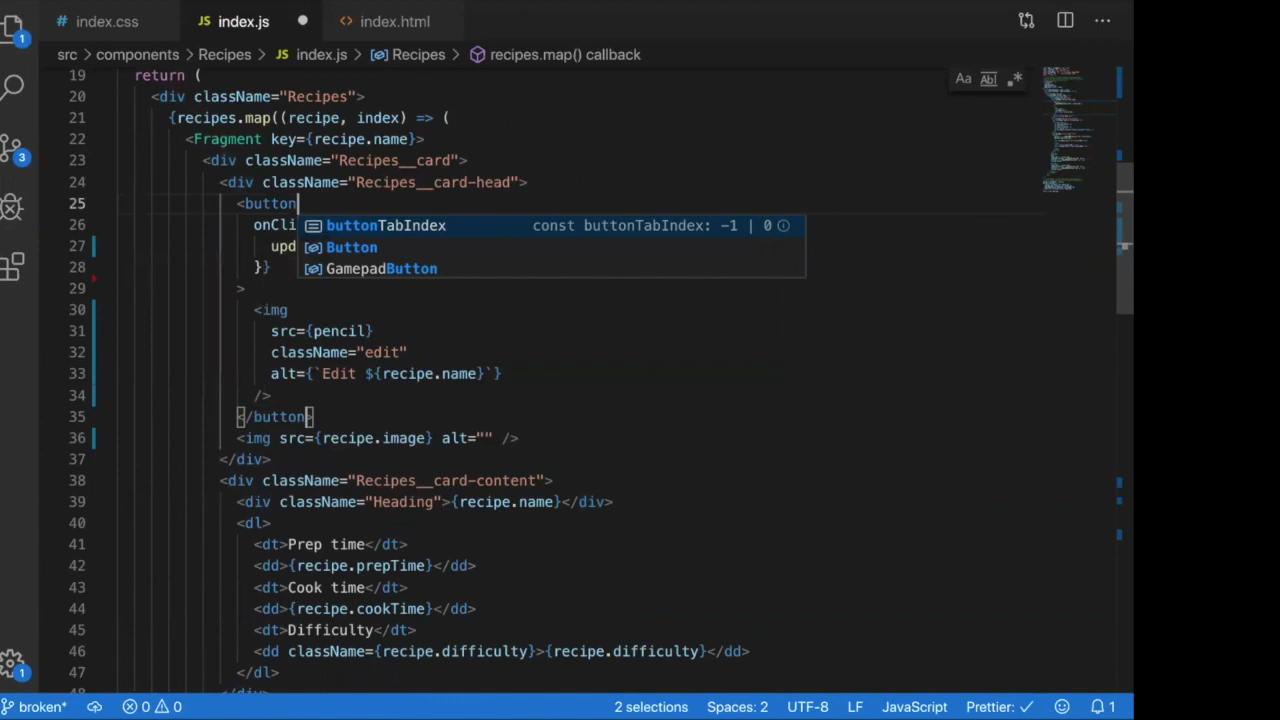 # index.css JS index.js index.html
1
src > components > Recipes > JS index.js > Recipes > recipes.map() callback
19 return (
Aa Abl .*
20 <div className="Recipes">
21 {recipes.map((recipe, index) => (
22 <Fragment key={recipe.name}>
23 <div className="Recipes__card">
24 <div className="Recipes__card-head">
3
25 <button
26 onCli buttonTabIndex const buttonTabIndex: -1 | 0
27 upd Button
28 }} GamepadButton
29 >
30 <img
31 src={pencil}
32 className="edit"
33 alt={`Edit ${recipe.name}`}
34 />
35 </button>
36 <img src={recipe.image} alt="" />
37 </div>
38 <div className="Recipes__card-content">
39 <div className="Heading">{recipe.name}</div>
40 <dl>
41 <dt>Prep time</dt>
42 <dd>{recipe.prepTime}</dd>
43 <dt>Cook time</dt>
44 <dd>{recipe.cookTime}</dd>
45 <dt>Difficulty</dt>
46 <dd className={recipe.difficulty}>{recipe.difficulty}</dd>
47 </dl>
1
broken* 0 0 2 selections Spaces: 2 UTF-8 LF JavaScript Prettier: ✓ 1